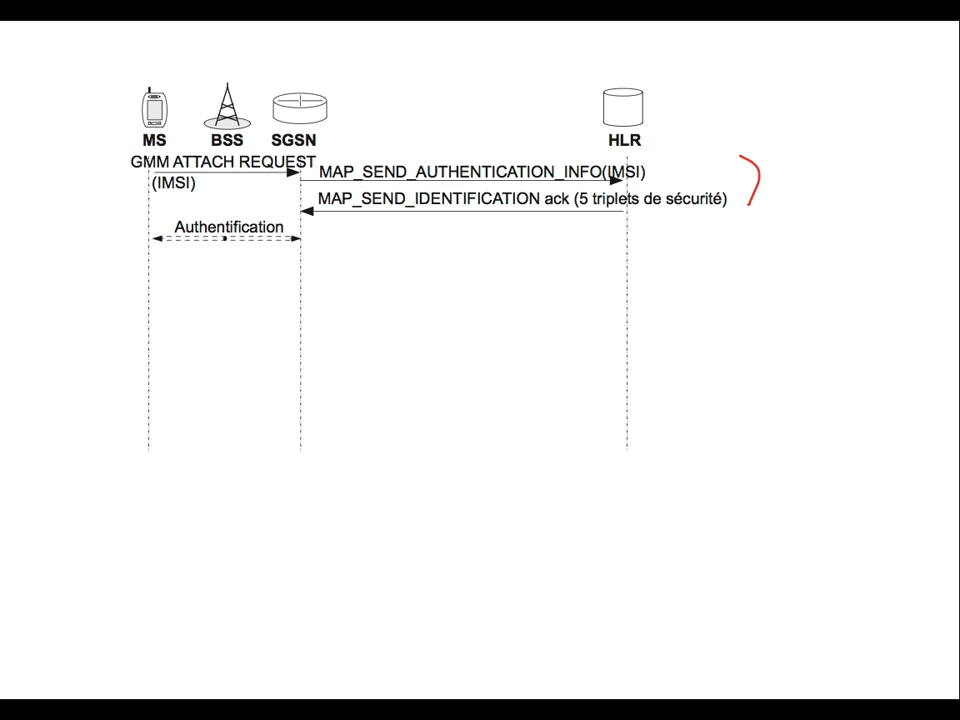 MS BSS SGSN HLR
GMM ATTACH REQUEST
MAP_SEND_AUTHENTICATION_INFO(IMSI)
(IMSI)
MAP_SEND_IDENTIFICATION ack (5 triplets de sécurité)
Authentification